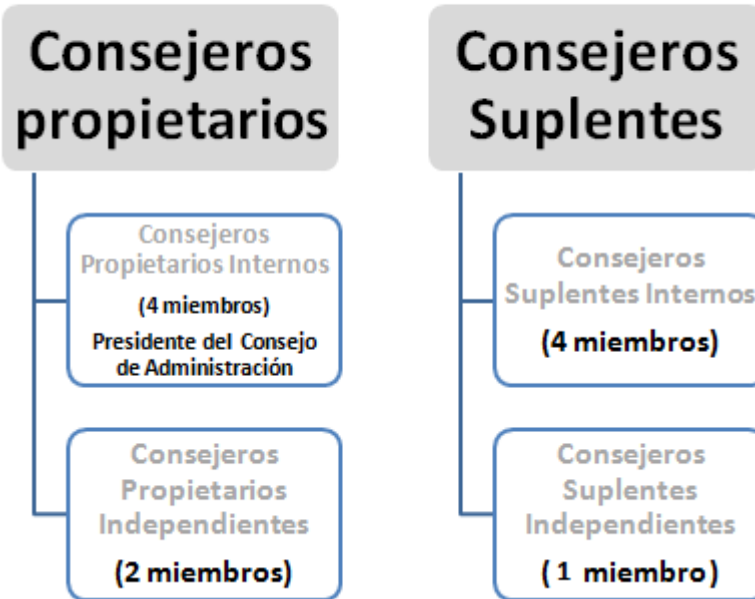 Consejeros
propietarios
Consejeros
Propietarios Internos
(4 miembros)
Presidente del Consejo
de Administración
Consejeros
Propietarios
Independientes
(2 miembros)
Consejeros
Suplentes
Consejeros
Suplentes Internos
(4 miembros)
Consejeros
Suplentes
Independientes
( 1 miembro)